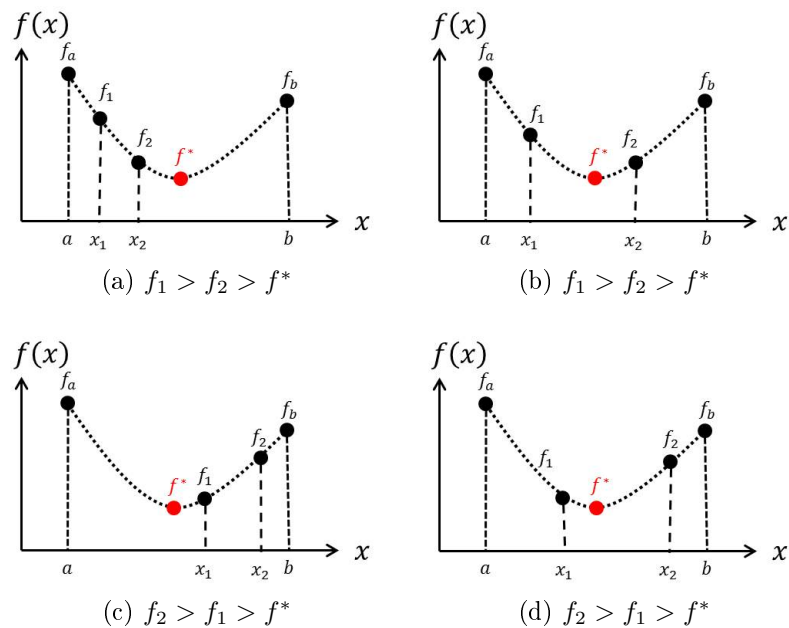 f(x) f(x)
f_a f_a
f_1 f_b f_b
f_2 f_1 f_2
f* f*
x x
a x_1 x_2 b a x_1 x_2 b
(a) f_1 > f_2 > f* (b) f_1 > f_2 > f*
f(x) f(x)
f_a f_a
f_b f_b
f_2 f_1 f_2
f* f_1 f*
x x
a x_1 x_2 b a x_1 x_2 b
(c) f_2 > f_1 > f* (d) f_2 > f_1 > f*